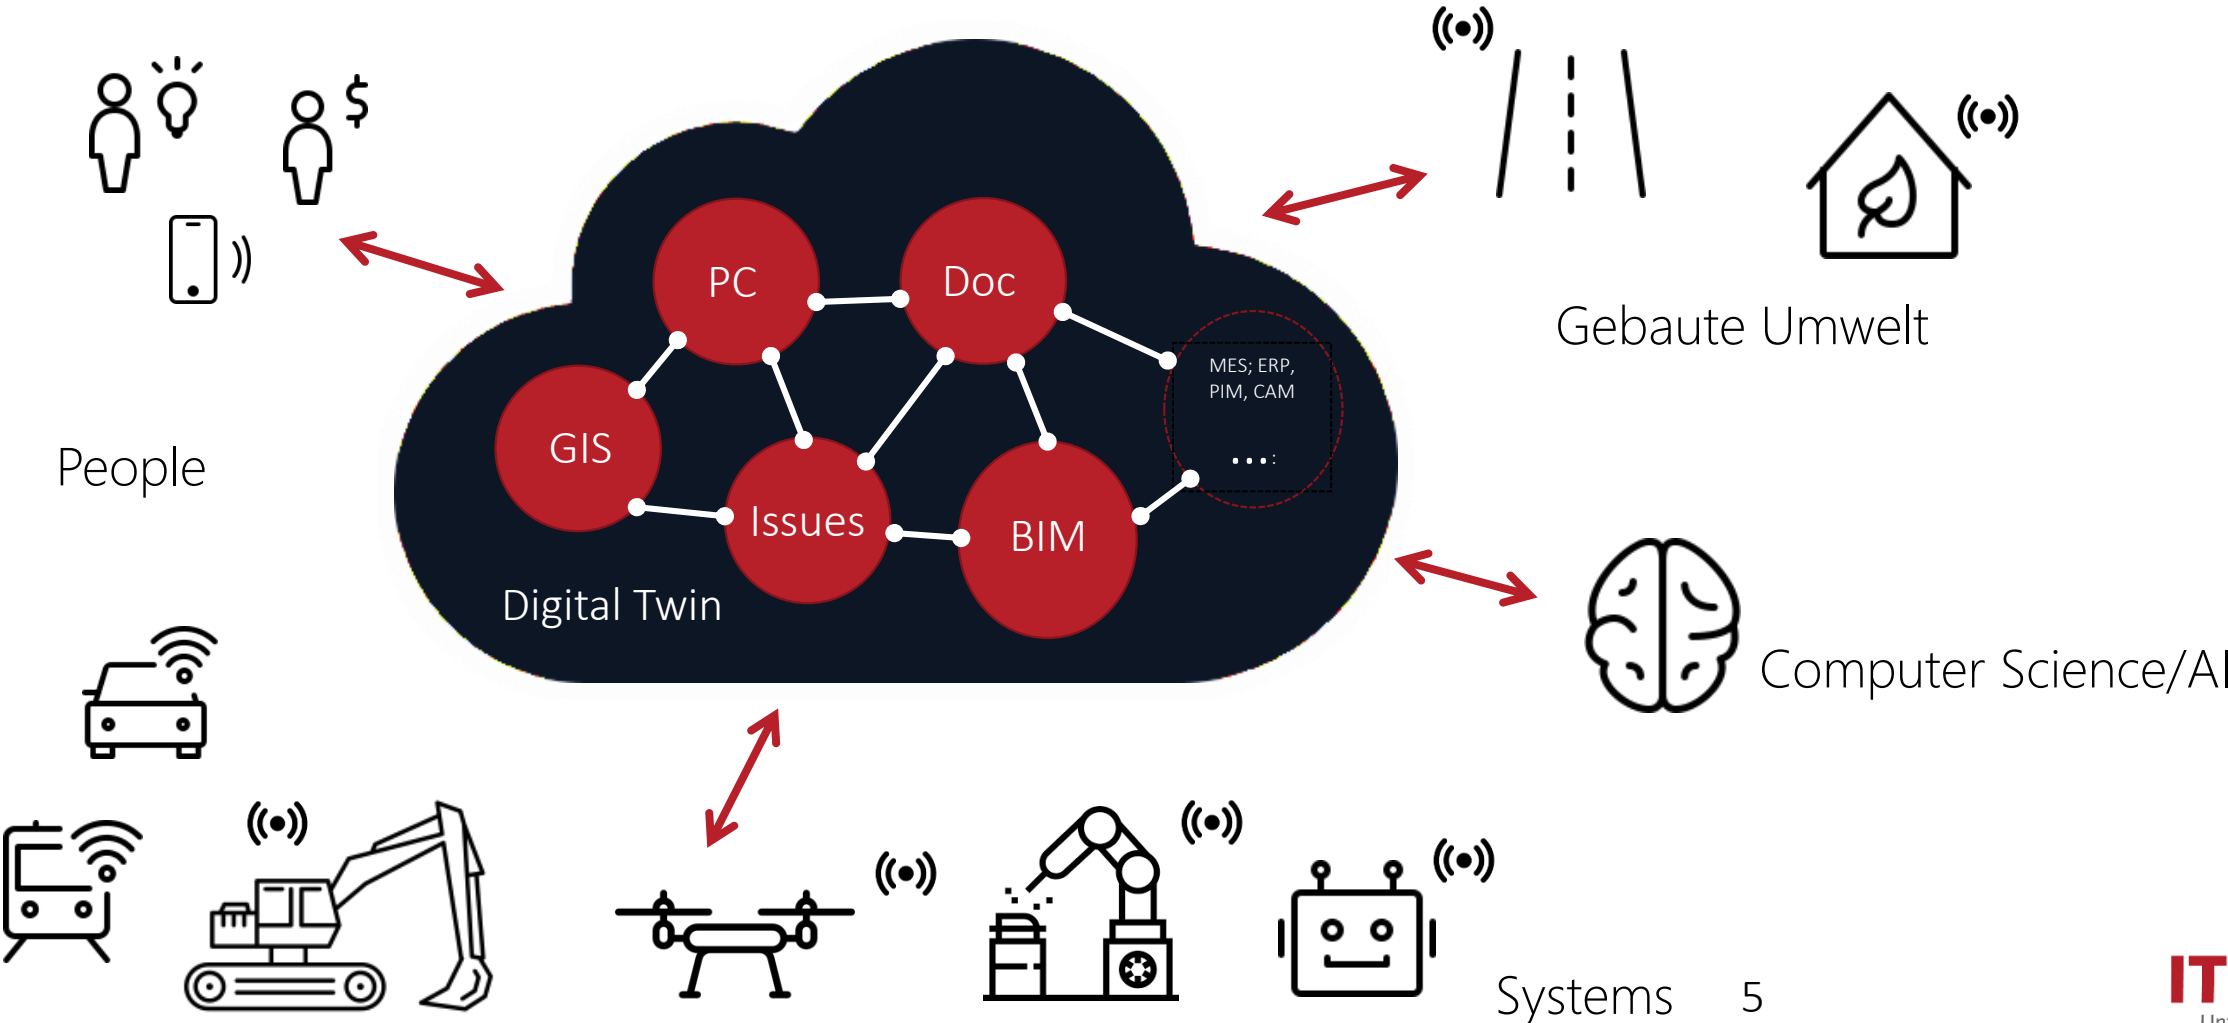 $
PC
Doc
MES; ERP,
PIM, CAM
...:
GIS
Issues
BIM
Digital Twin
People
Gebaute Umwelt
Computer Science/AI
Systems
5
IT